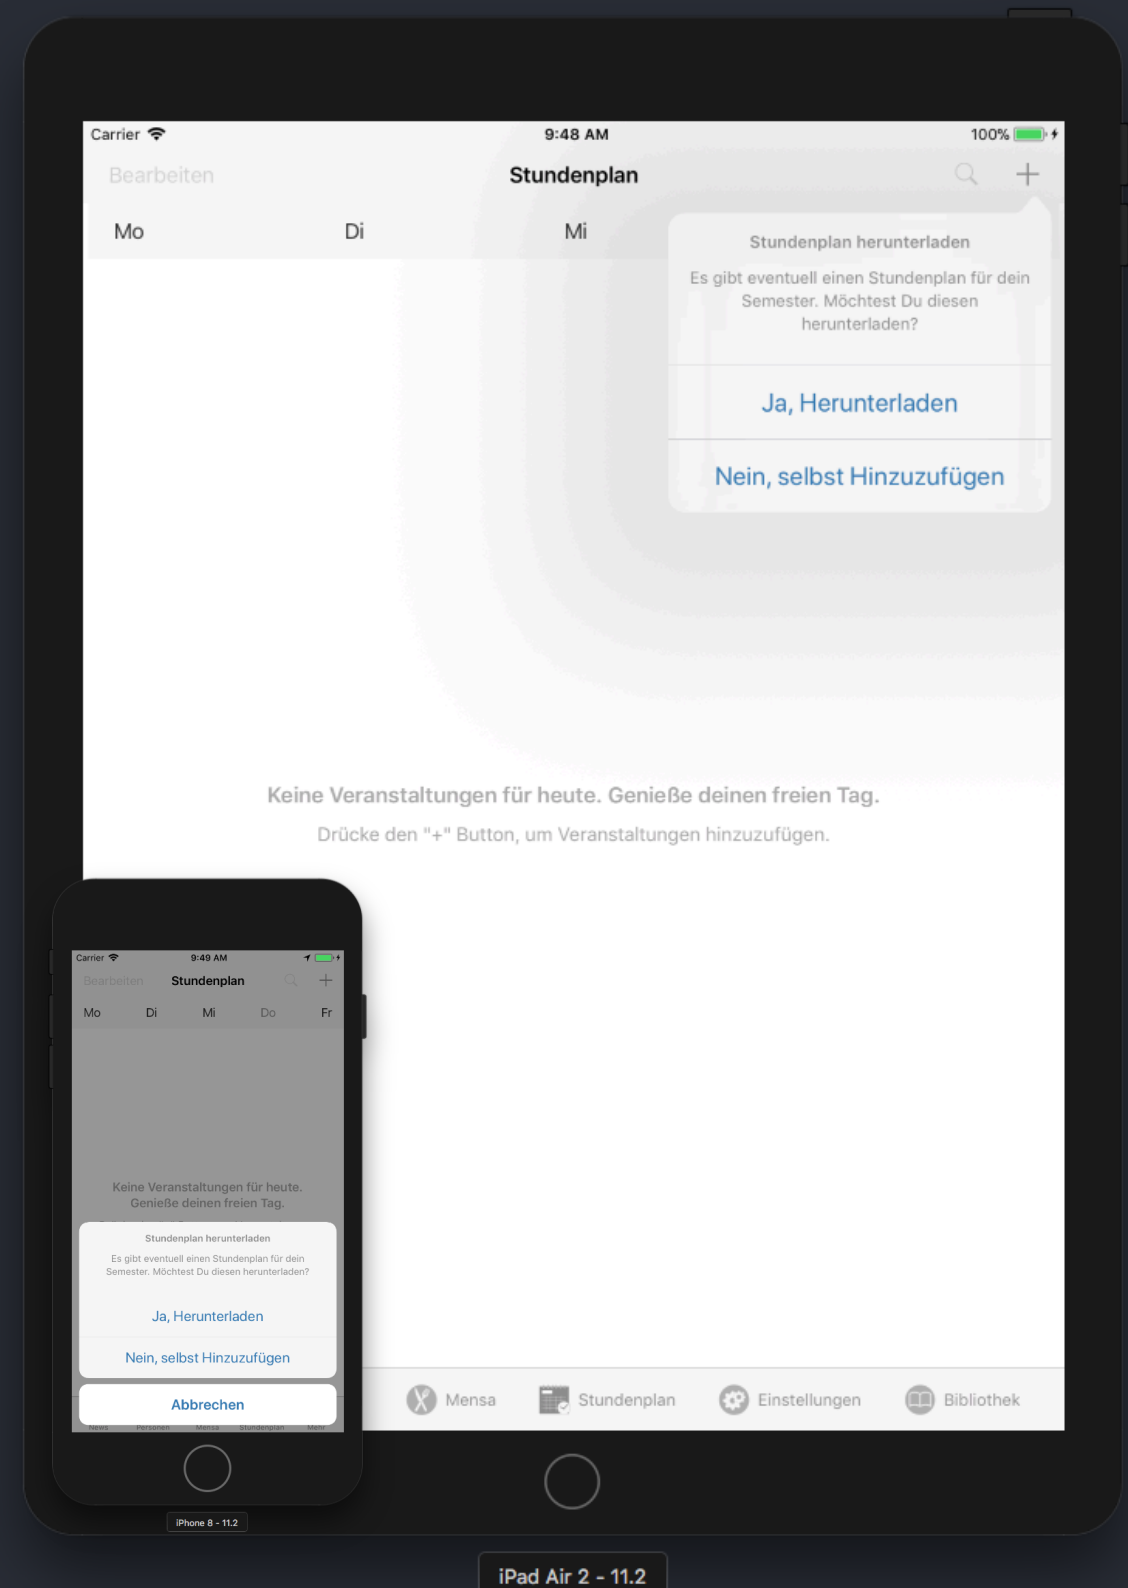 Carrier
9:48 AM
100%
Bearbeiten
Stundenplan
Mo
Di
Mi
Stundenplan herunterladen
Es gibt eventuell einen Stundenplan für dein
Semester. Möchtest Du diesen
herunterladen?
Ja, Herunterladen
Nein, selbst Hinzuzufügen
Keine Veranstaltungen für heute. Genieße deinen freien Tag.
Drücke den "+" Button, um Veranstaltungen hinzuzufügen.
Mensa
Stundenplan
Einstellungen
Bibliothek
Carrier
9:49 AM
Bearbeiten
Stundenplan
Mo
Di
Mi
Do
Fr
Keine Veranstaltungen für heute.
Genieße deinen freien Tag.
Stundenplan herunterladen
Es gibt eventuell einen Stundenplan für dein
Semester. Möchtest Du diesen herunterladen?
Ja, Herunterladen
Nein, selbst Hinzuzufügen
Abbrechen
News
Personen
Mensa
Stundenplan
Mehr
iPhone 8 - 11.2
iPad Air 2 - 11.2